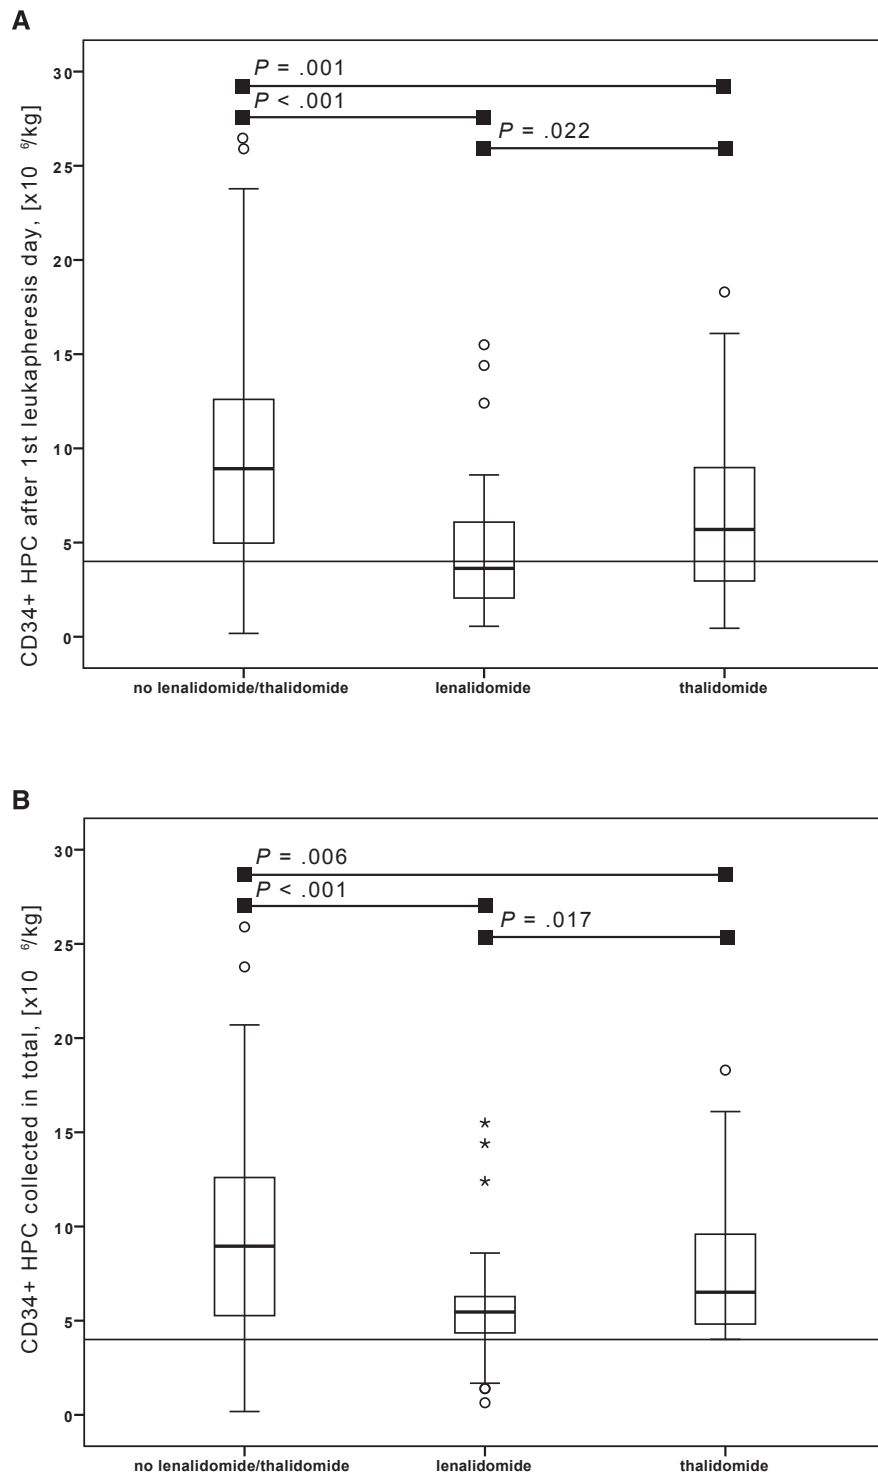 A
CD34+ HPC after 1st leukapheresis day, [x10 6/kg]
30
25
20
15
10
5
0
P = .001
P < .001
P = .022
no lenalidomide/thalidomide
lenalidomide
thalidomide
B
CD34+ HPC collected in total, [x10 6/kg]
30
25
20
15
10
5
0
P = .006
P < .001
P = .017
no lenalidomide/thalidomide
lenalidomide
thalidomide